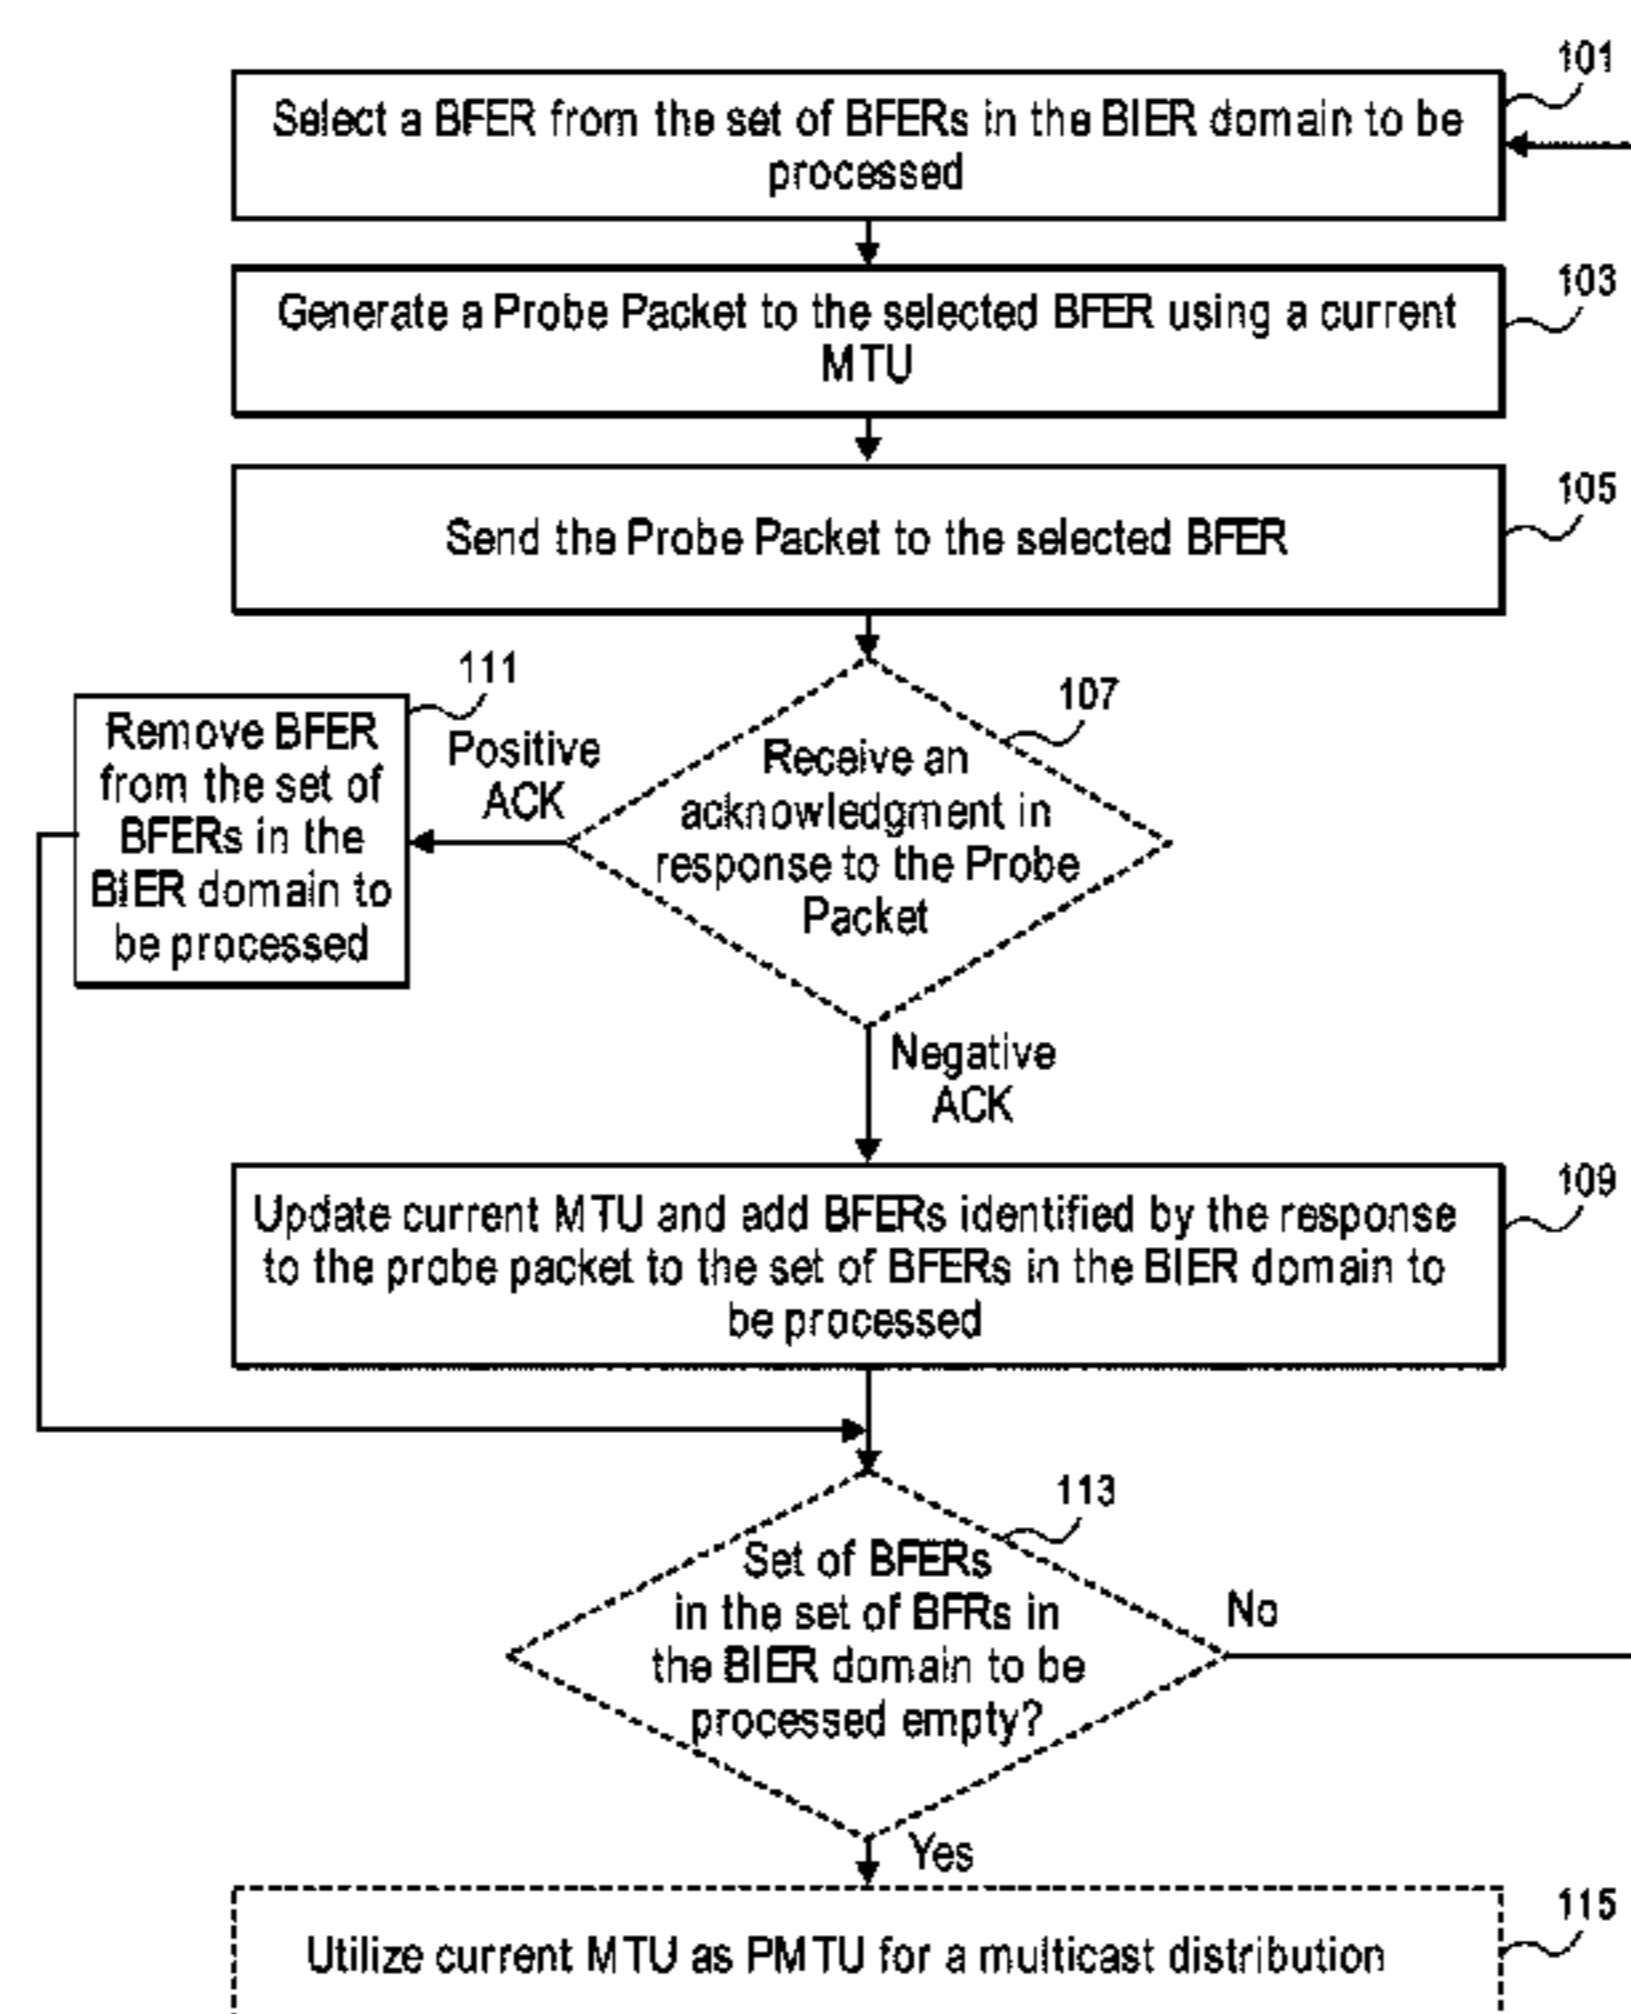 101
Select a BFER from the set of BFERs in the BIER domain to be
processed
103
Generate a Probe Packet to the selected BFER using a current
MTU
105
Send the Probe Packet to the selected BFER
111
Remove BFER
from the set of
BFERs in the
BIER domain to
be processed
Positive
ACK
107
Receive an
acknowledgment in
response to the Probe
Packet
Negative
ACK
109
Update current MTU and add BFERs identified by the response
to the probe packet to the set of BFERs in the BIER domain to
be processed
113
Set of BFERs
in the set of BFRs in
the BIER domain to be
processed empty?
No
Yes
115
Utilize current MTU as PMTU for a multicast distribution